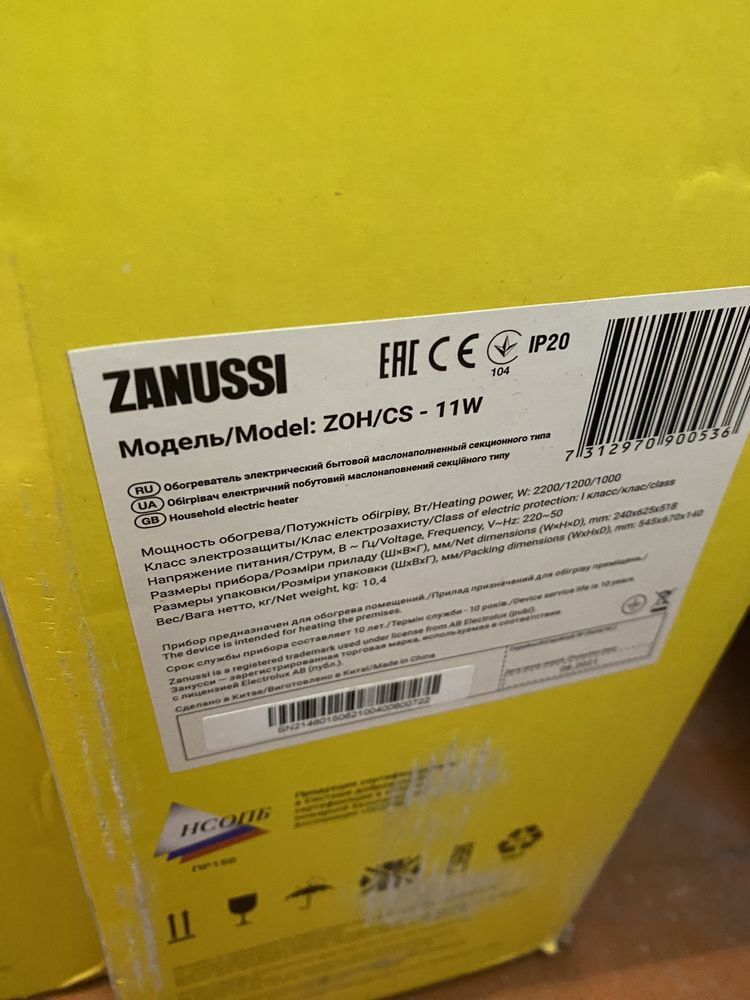 ZANUSSI
EAC CE 104 IP20
Модель/Model: ZOH/CS - 11W
7 312970 900536
RU Обогреватель электрический бытовой маслонаполненный секционного типа
UA Обігрівач електричний побутовий маслонаповнений секційного типу
GB Household electric heater
Мощность обогрева/Потужність обігріву, Вт/Heating power, W: 2200/1200/1000
Класс электрозащиты/Клас електрозахисту/Class of electric protection: I класс/клас/class
Напряжение питания/Струм, В ~ Гц/Voltage, Frequency, V~Hz: 220~50
Размеры прибора/Розміри приладу (Ш×В×Г), мм/Net dimensions (W×H×D), mm: 240x625x518
Размеры упаковки/Розміри упаковки (ШхВхГ), мм/Packing dimensions (WxHxD), mm: 545x670x140
Вес/Вага нетто, кг/Net weight, kg: 10,4
Прибор предназначен для обогрева помещений./Прилад призначений для обігріву приміщень./
The device is intended for heating the premises.
Срок службы прибора составляет 10 лет./Термін служби - 10 років./Device service life is 10 years.
Zanussi is a registered trademark used under license from AB Electrolux (publ).
Занусси — зарегистрированная торговая марка, используемая в соответствии
с лицензией Electrolux AB (публ.).
Сделано в Китае/Виготовлено в Китаї/Made in China
08.2021
SN2146015062100400600722
НСОПБ
ПР150
Продукция